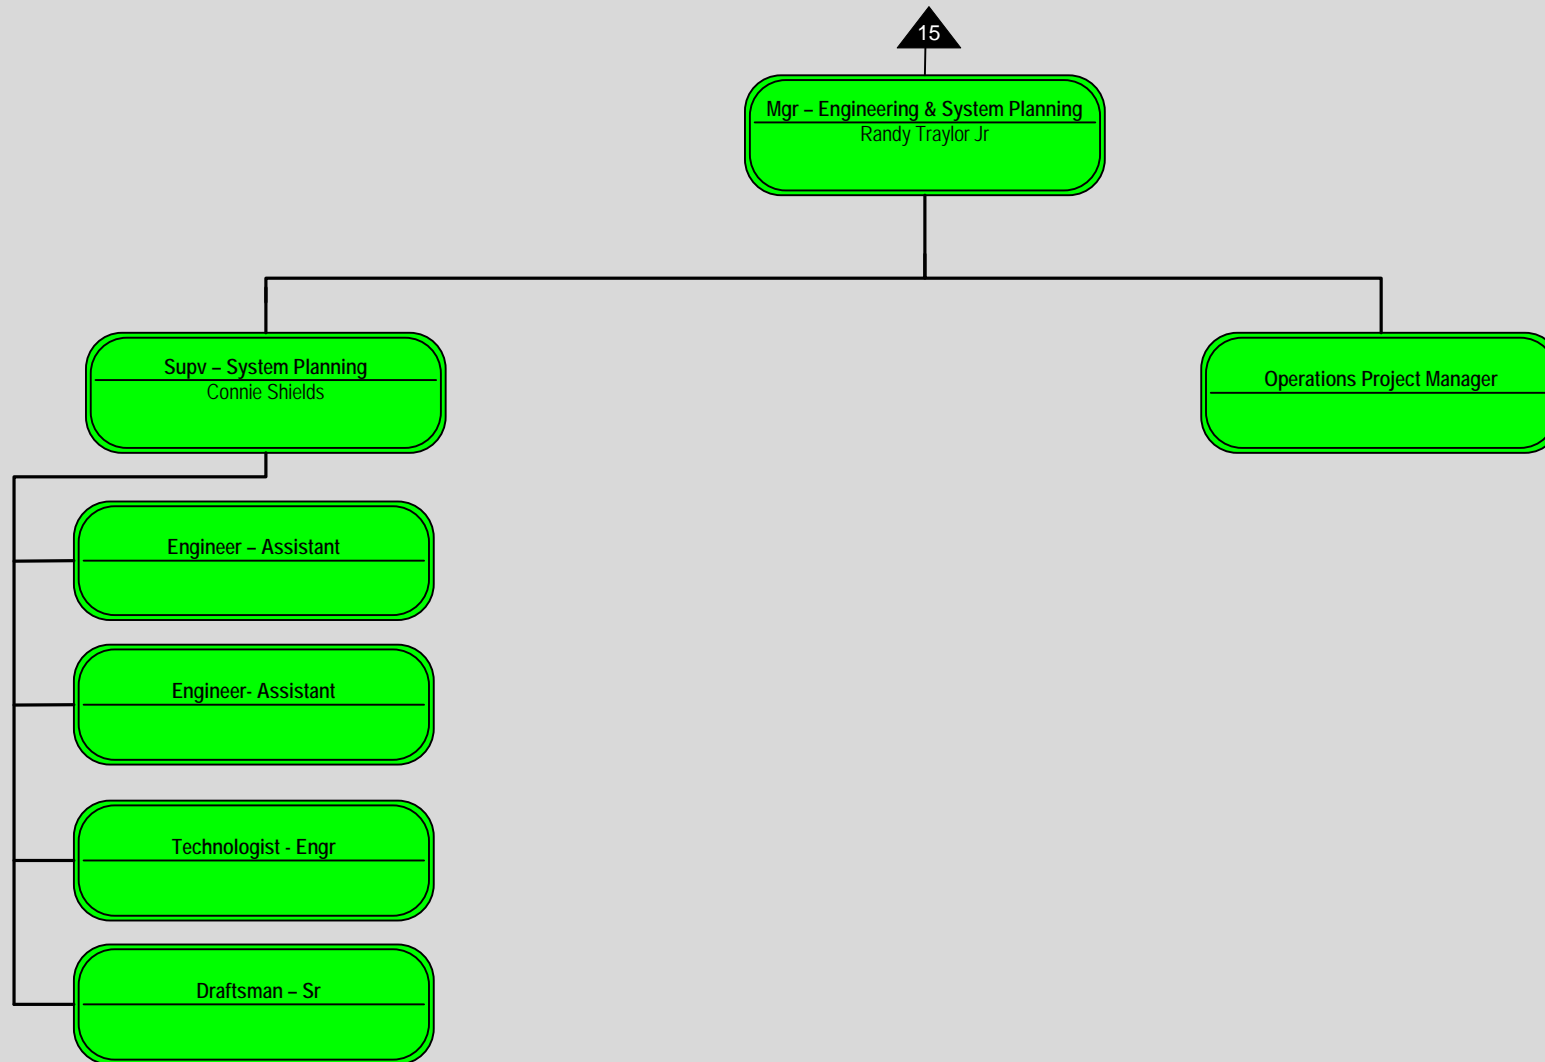 15
Mgr – Engineering & System Planning
Randy Traylor Jr
Supv – System Planning
Connie Shields
Operations Project Manager
Engineer – Assistant
Engineer- Assistant
Technologist - Engr
Draftsman – Sr